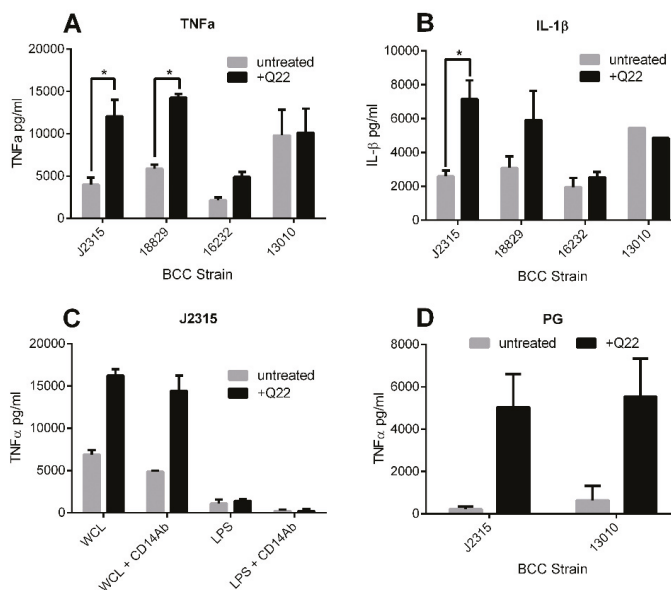 A
TNFa
20000
15000
10000
5000
0
TNFa pg/ml
untreated
+Q22
*
*
J2315
18829
16232
13010
BCC Strain
B
IL-1β
10000
8000
6000
4000
2000
0
IL-β pg/ml
untreated
+Q22
*
J2315
18829
16232
13010
BCC Strain
C
J2315
20000
15000
10000
5000
0
TNFα pg/ml
untreated
+Q22
WCL
WCL + CD14Ab
LPS
LPS + CD14Ab
D
PG
untreated
+Q22
8000
6000
4000
2000
0
TNFα pg/ml
J2315
13010
BCC Strain